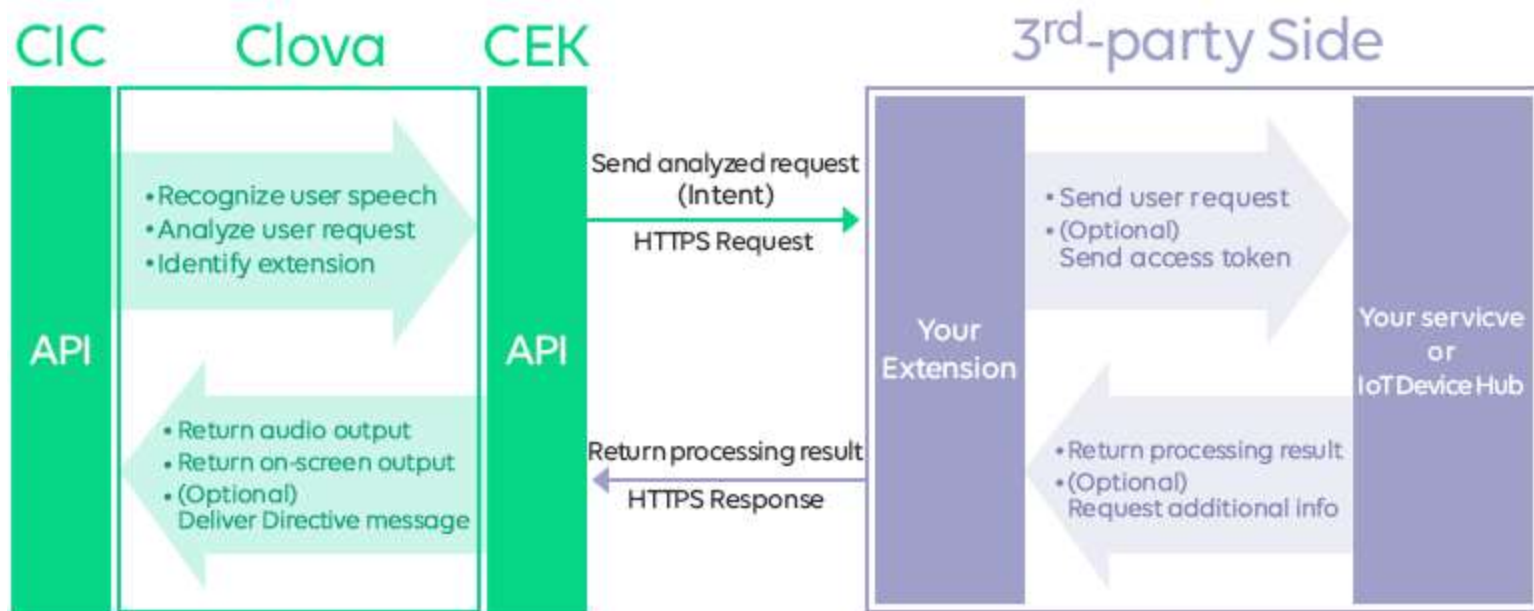 CIC
Clova
CEK
3rd-party Side
API
•Recognize user speech
•Analyze user request
•Identify extension
•Return audio output
•Return on-screen output
•(Optional)
Deliver Directive message
API
Send analyzed request
(Intent)
HTTPS Request
Return processing result
HTTPS Response
Your
Extension
•Send user request
•(Optional)
Send access token
•Return processing result
•(Optional)
Request additional info
Your servicve
or
IoT Device Hub